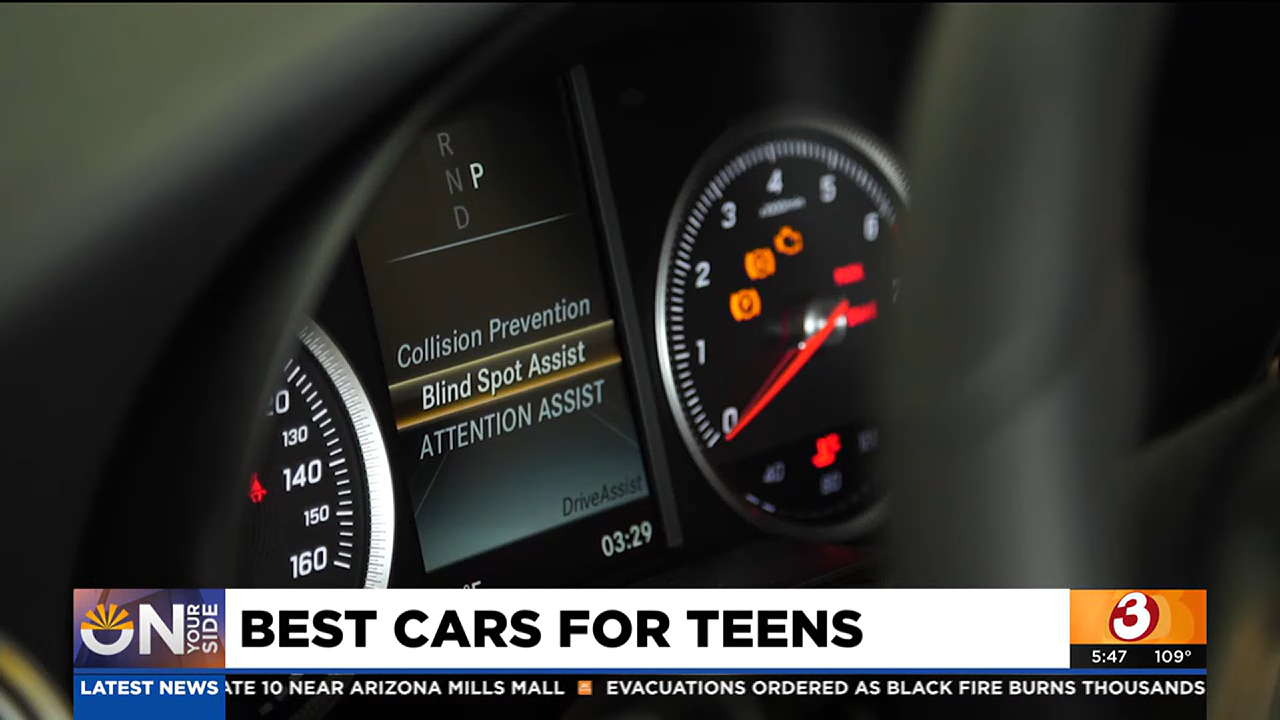 R
N P
D
Collision Prevention
Blind Spot Assist
ATTENTION ASSIST
DriveAssist
03:29
130
140
150
160
0
1
2
3
4
5
6
40
80
ON YOUR SIDE
BEST CARS FOR TEENS
3
5:47 109°
LATEST NEWS ATE 10 NEAR ARIZONA MILLS MALL EVACUATIONS ORDERED AS BLACK FIRE BURNS THOUSANDS